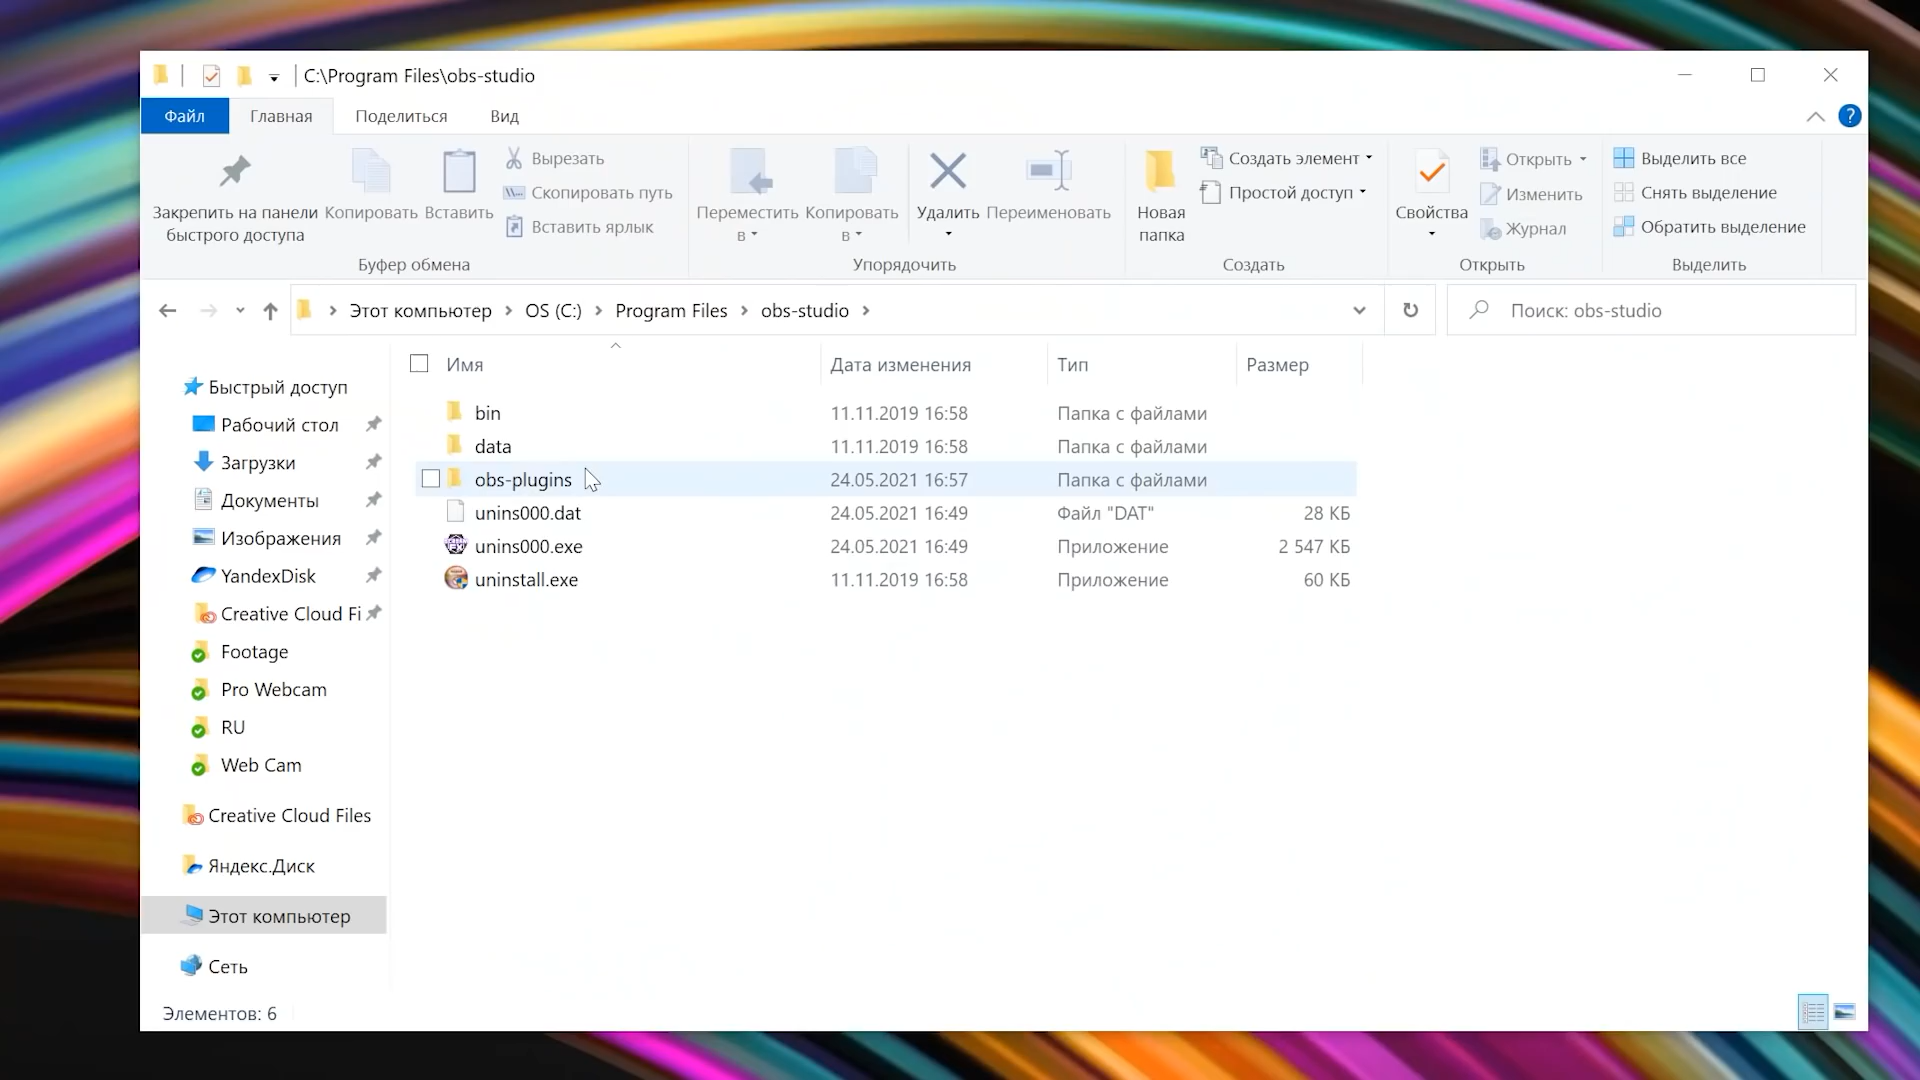 C:\Program Files\obs-studio
Файл Главная Поделиться Вид
Закрепить на панели быстрого доступа
Копировать
Вставить
Вырезать
Скопировать путь
Вставить ярлык
Буфер обмена
Переместить в
Копировать в
Удалить
Переименовать
Упорядочить
Новая папка
Создать элемент
Простой доступ
Создать
Свойства
Открыть
Изменить
Журнал
Открыть
Выделить все
Снять выделение
Обратить выделение
Выделить
Этот компьютер > OS (C:) > Program Files > obs-studio >
Поиск: obs-studio
Быстрый доступ
Рабочий стол
Загрузки
Документы
Изображения
YandexDisk
Creative Cloud Fi
Footage
Pro Webcam
RU
Web Cam
Creative Cloud Files
Яндекс.Диск
Этот компьютер
Сеть
Имя Дата изменения Тип Размер
bin 11.11.2019 16:58 Папка с файлами
data 11.11.2019 16:58 Папка с файлами
obs-plugins 24.05.2021 16:57 Папка с файлами
unins000.dat 24.05.2021 16:49 Файл "DAT" 28 КБ
unins000.exe 24.05.2021 16:49 Приложение 2 547 КБ
uninstall.exe 11.11.2019 16:58 Приложение 60 КБ
Элементов: 6